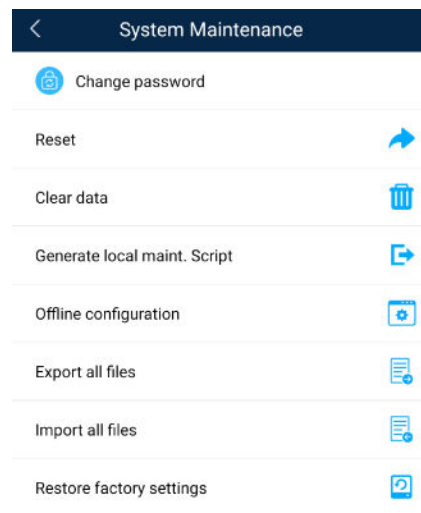 System Maintenance
Change password
Reset
Clear data
Generate local maint. Script
Offline configuration
Export all files
Import all files
Restore factory settings